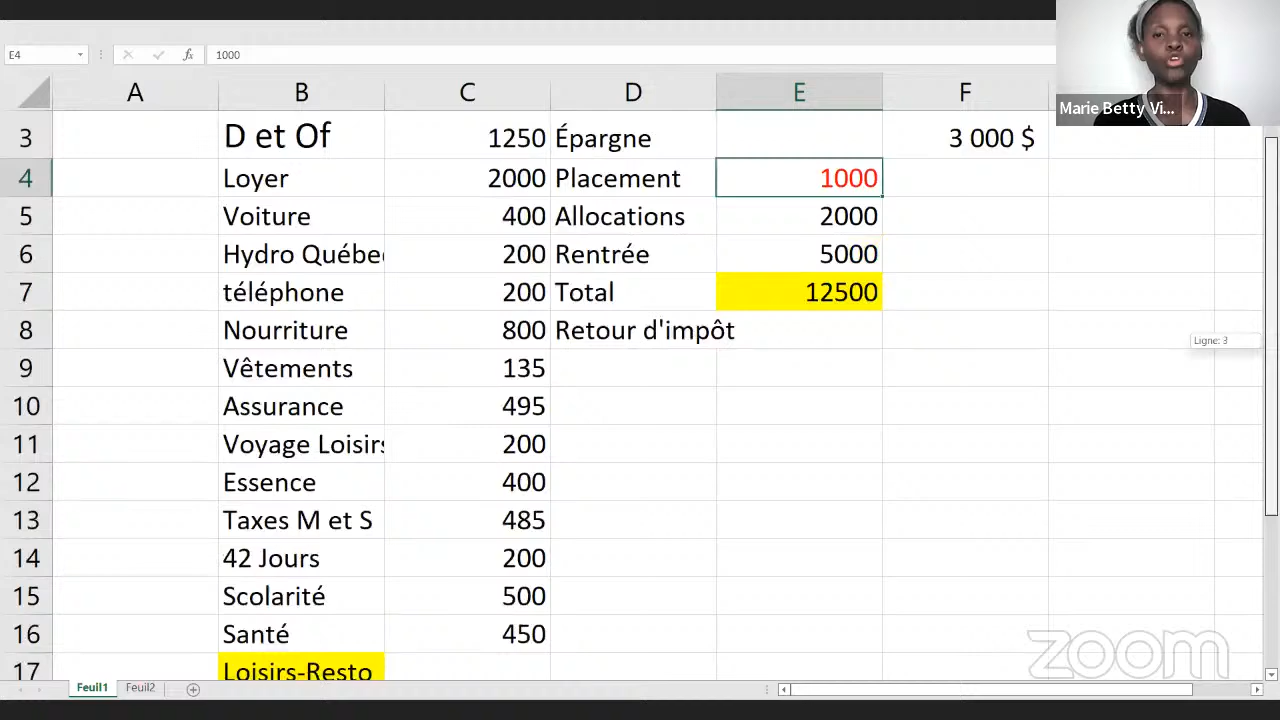 E4 fx 1000
A B C D E F
3 D et Of 1250 Épargne 3 000 $
4 Loyer 2000 Placement 1000
5 Voiture 400 Allocations 2000
6 Hydro Québec 200 Rentrée 5000
7 téléphone 200 Total 12500
8 Nourriture 800 Retour d'impôt
9 Vêtements 135
10 Assurance 495
11 Voyage Loisirs 200
12 Essence 400
13 Taxes M et S 485
14 42 Jours 200
15 Scolarité 500
16 Santé 450
17 Loisirs-Resto
Feuil1 Feuil2
Marie Betty Vi...
Ligne: 3
zoom